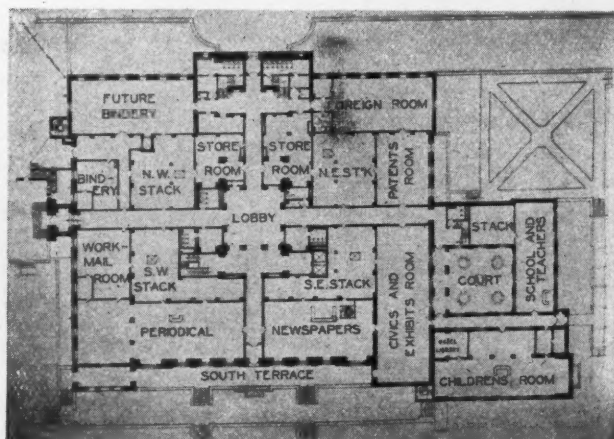 FUTURE
BINDERY
FOREIGN ROOM
STORE
ROOM
STORE
ROOM
N.W.
STACK
BIND-
ERY
N.E. ST'K
PATENTS
ROOM
LOBBY
STACK
SCHOOL AND
TEACHERS
WORK-
MAIL
ROOM
S.W.
STACK
S.E. STACK
CIVICS AND
EXHIBITS ROOM
COURT
PERIODICAL
NEWSPAPERS
SOUTH TERRACE
CHILDRENS ROOM